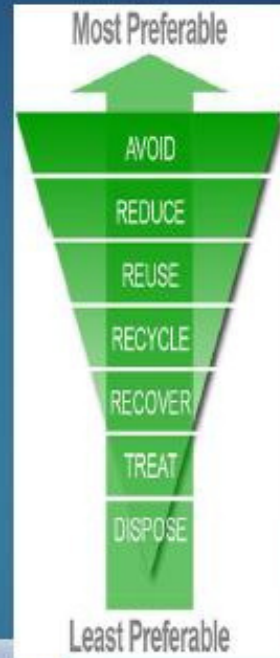 Most Preferable
AVOID
REDUCE
REUSE
RECYCLE
RECOVER
TREAT
DISPOSE
Least Preferable